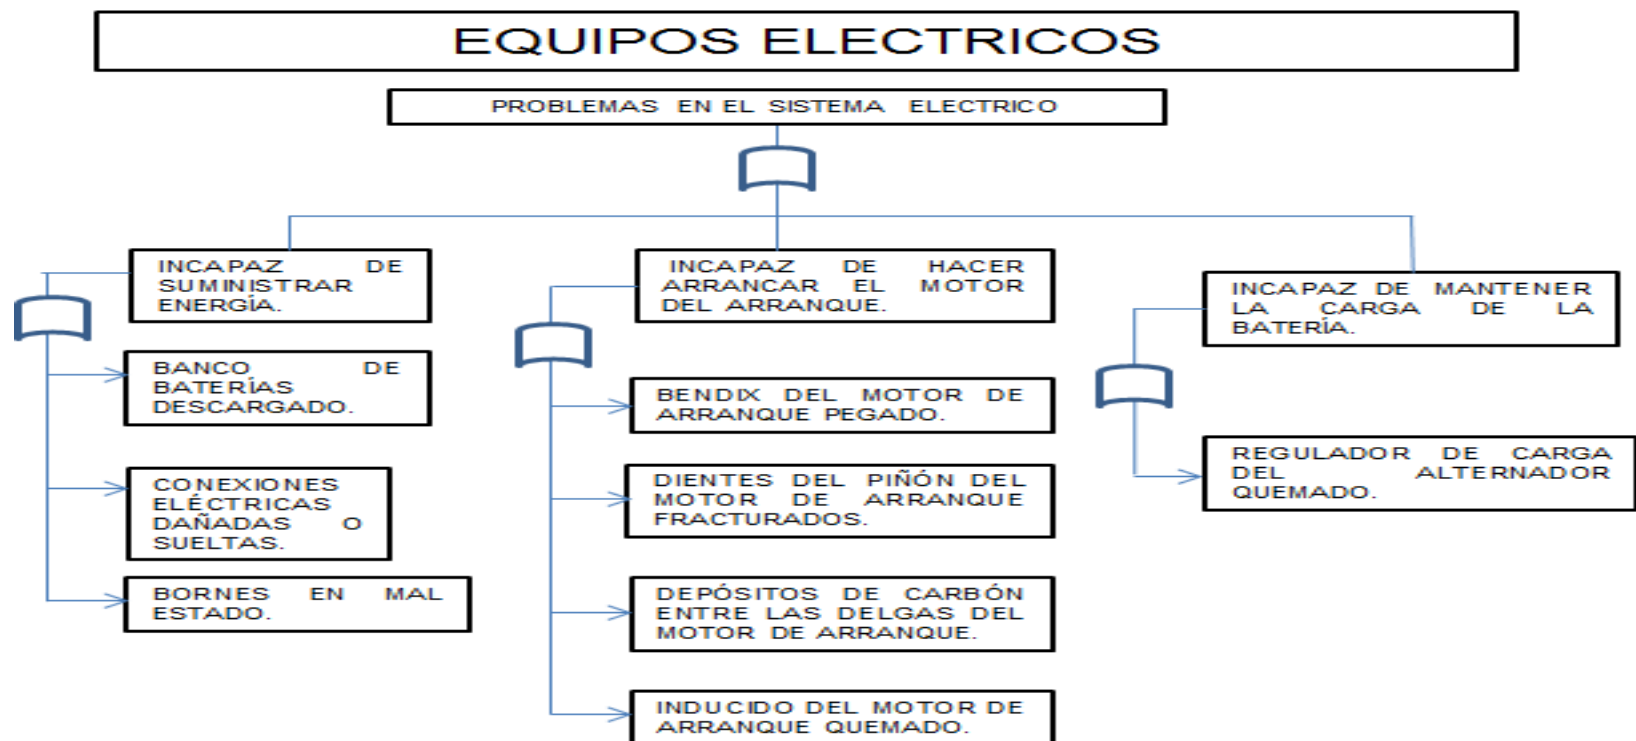 EQUIPOS ELECTRICOS
PROBLEMAS EN EL SISTEMA ELECTRICO
INCAPAZ DE
SUMINISTRAR
ENERGÍA.
BANCO DE
BATERÍAS
DESCARGADO.
CONEXIONES
ELÉCTRICAS
DAÑADAS O
SUELTAS.
BORNES EN MAL
ESTADO.
INCAPAZ DE HACER
ARRANCAR EL MOTOR
DEL ARRANQUE.
BENDIX DEL MOTOR DE
ARRANQUE PEGADO.
DIENTES DEL PIÑÓN DEL
MOTOR DE ARRANQUE
FRACTURADOS.
DEPÓSITOS DE CARBÓN
ENTRE LAS DELGAS DEL
MOTOR DE ARRANQUE.
INDUCIDO DEL MOTOR DE
ARRANQUE QUEMADO.
INCAPAZ DE MANTENER
LA CARGA DE LA
BATERÍA.
REGULADOR DE CARGA
DEL ALTERNADOR
QUEMADO.